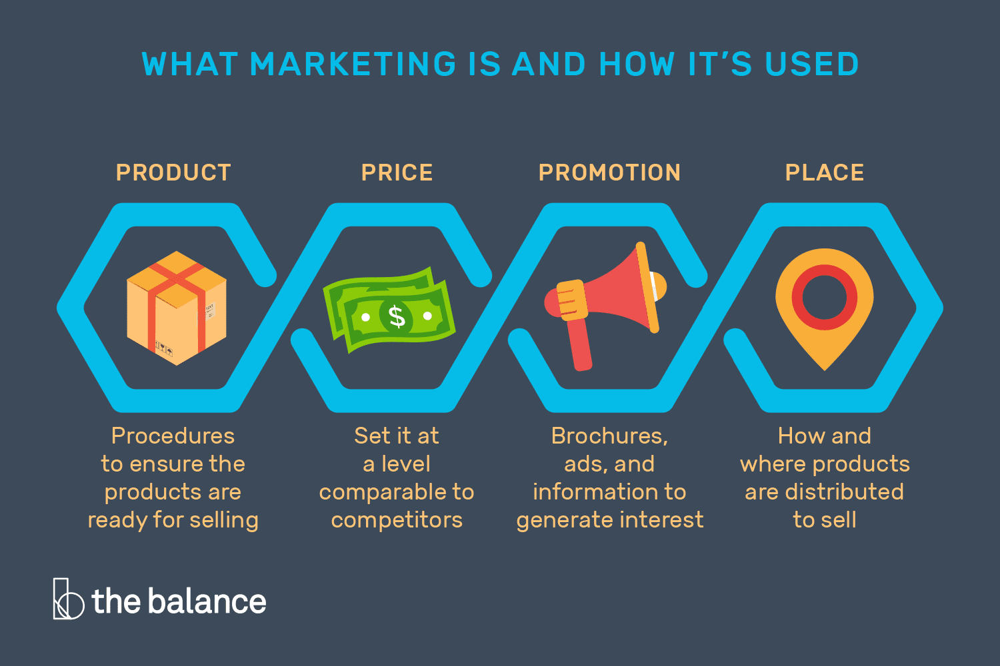 WHAT MARKETING IS AND HOW IT’S USED
PRODUCT
PRICE
PROMOTION
PLACE
TEXT
$
Procedures
to ensure the
products are
ready for selling
Set it at
a level
comparable to
competitors
Brochures,
ads, and
information to
generate interest
How and
where products
are distributed
to sell
the balance